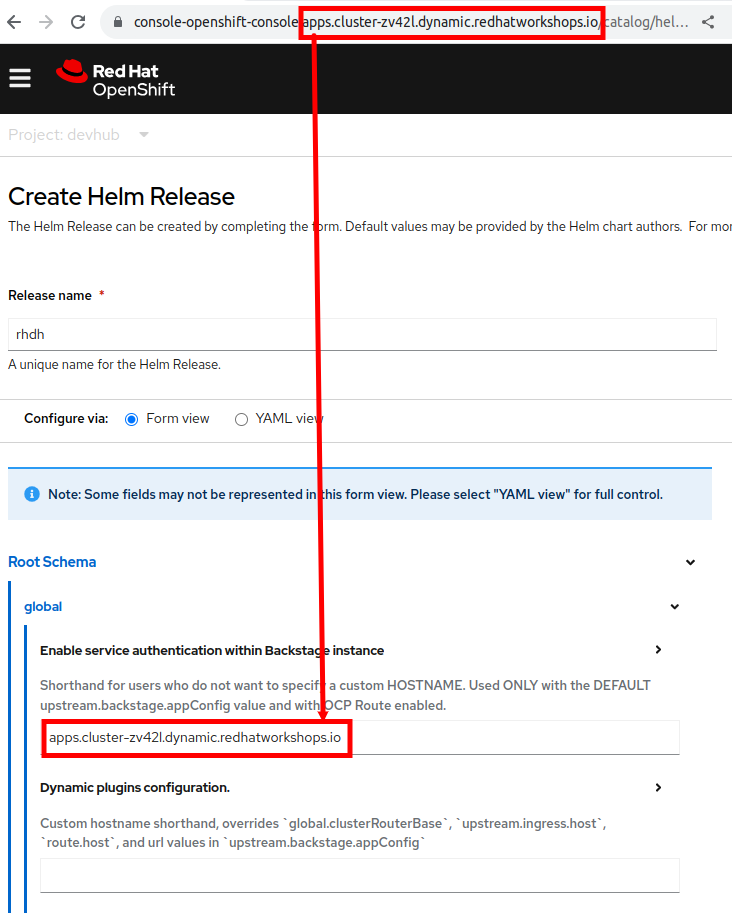 console-openshift-console.apps.cluster-zv42l.dynamic.redhatworkshops.io/catalog/hel...
Red Hat
OpenShift
Project: devhub
Create Helm Release
The Helm Release can be created by completing the form. Default values may be provided by the Helm chart authors. For mor
Release name *
rhdh
A unique name for the Helm Release.
Configure via: Form view YAML view
Note: Some fields may not be represented in this form view. Please select "YAML view" for full control.
Root Schema
global
Enable service authentication within Backstage instance
Shorthand for users who do not want to specify a custom HOSTNAME. Used ONLY with the DEFAULT
upstream.backstage.appConfig value and with OCP Route enabled.
apps.cluster-zv42l.dynamic.redhatworkshops.io
Dynamic plugins configuration.
Custom hostname shorthand, overrides `global.clusterRouterBase`, `upstream.ingress.host`,
`route.host`, and url values in `upstream.backstage.appConfig`